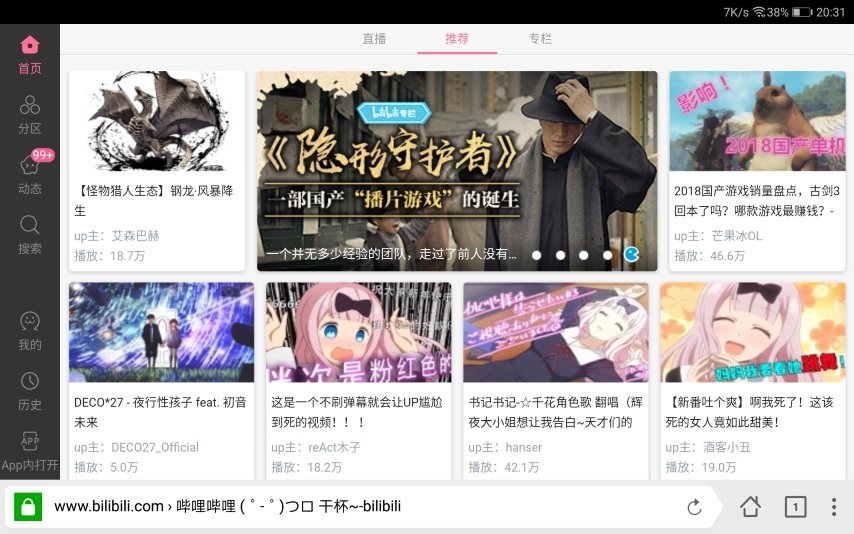 7K/s 38% 20:31
首页
分区
99+
动态
搜索
我的
历史
APP
App内打开
直播
推荐
专栏
【怪物猎人生态】钢龙·风暴降
生
up主：艾森巴赫
播放：18.7万
bilibili专栏
《隐形守护者》
一部国产“播片游戏”的诞生
一个并无多少经验的团队，走过了前人没有...
影响！
2018国产单机
2018国产游戏销量盘点，古剑3
回本了吗？哪款游戏最赚钱？-
up主：芒果冰OL
播放：46.6万
DECO*27 - 夜行性孩子 feat. 初音
未来
up主：DECO27_Official
播放：5.0万
次是粉红色的
这是一个不刷弹幕就会让UP尴尬
到死的视频！！！
up主：reAct木子
播放：18.2万
书记书记-☆千花角色歌 翻唱（辉
夜大小姐想让我告白~天才们的
up主：hanser
播放：42.1万
妈妈我要看她跳舞！
【新番吐个爽】啊我死了！这该
死的女人竟如此甜美！
up主：酒客小丑
播放：19.0万
www.bilibili.com › 哔哩哔哩 ( ゜- ゜)つロ 干杯~-bilibili
1